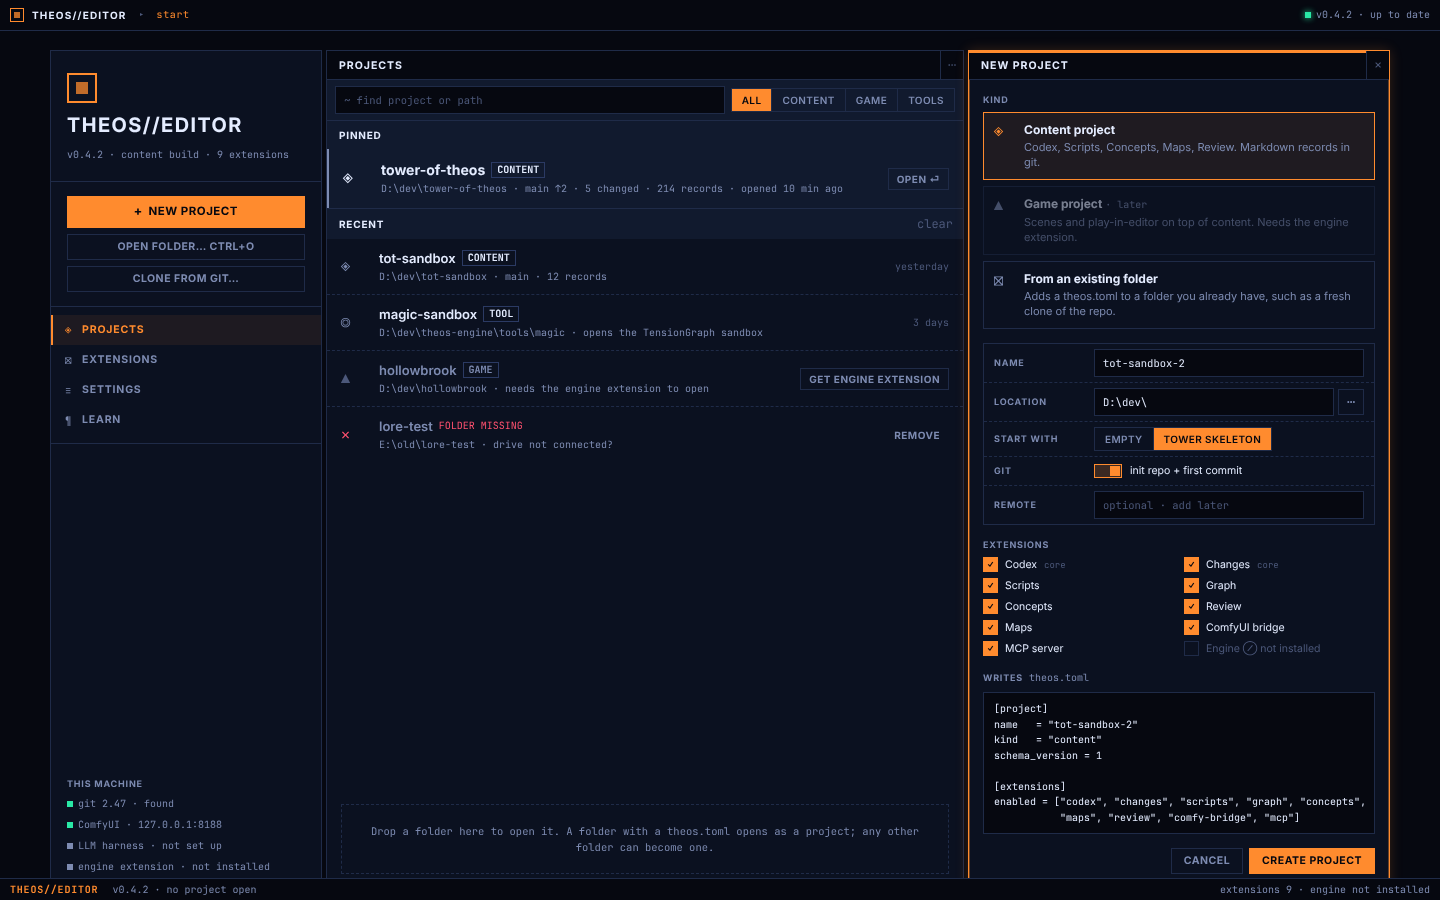 THEOS//EDITOR · start
v0.4.2 · up to date
THEOS//EDITOR
v0.4.2 · content build · 9 extensions
+ NEW PROJECT
OPEN FOLDER... CTRL+O
CLONE FROM GIT...
◈ PROJECTS
EXTENSIONS
≡ SETTINGS
¶ LEARN
THIS MACHINE
git 2.47 · found
ComfyUI · 127.0.0.1:8188
LLM harness · not set up
engine extension · not installed
PROJECTS
~ find project or path
ALL CONTENT GAME TOOLS
PINNED
tower-of-theos CONTENT
D:\dev\tower-of-theos · main ↑2 · 5 changed · 214 records · opened 10 min ago
OPEN ⏎
RECENT
clear
tot-sandbox CONTENT
D:\dev\tot-sandbox · main · 12 records
yesterday
magic-sandbox TOOL
D:\dev\theos-engine\tools\magic · opens the TensionGraph sandbox
3 days
hollowbrook GAME
D:\dev\hollowbrook · needs the engine extension to open
GET ENGINE EXTENSION
lore-test FOLDER MISSING
E:\old\lore-test · drive not connected?
REMOVE
Drop a folder here to open it. A folder with a theos.toml opens as a project; any other
folder can become one.
NEW PROJECT
KIND
Content project
Codex, Scripts, Concepts, Maps, Review. Markdown records in
git.
Game project · later
Scenes and play-in-editor on top of content. Needs the engine
extension.
From an existing folder
Adds a theos.toml to a folder you already have, such as a fresh
clone of the repo.
NAME tot-sandbox-2
LOCATION D:\dev\ ...
START WITH EMPTY TOWER SKELETON
GIT init repo + first commit
REMOTE optional · add later
EXTENSIONS
Codex core
Changes core
Scripts
Graph
Concepts
Review
Maps
ComfyUI bridge
MCP server
Engine not installed
WRITES theos.toml
[project]
name   = "tot-sandbox-2"
kind   = "content"
schema_version = 1
[extensions]
enabled = ["codex", "changes", "scripts", "graph", "concepts",
"maps", "review", "comfy-bridge", "mcp"]
CANCEL
CREATE PROJECT
THEOS//EDITOR v0.4.2 · no project open
extensions 9 · engine not installed